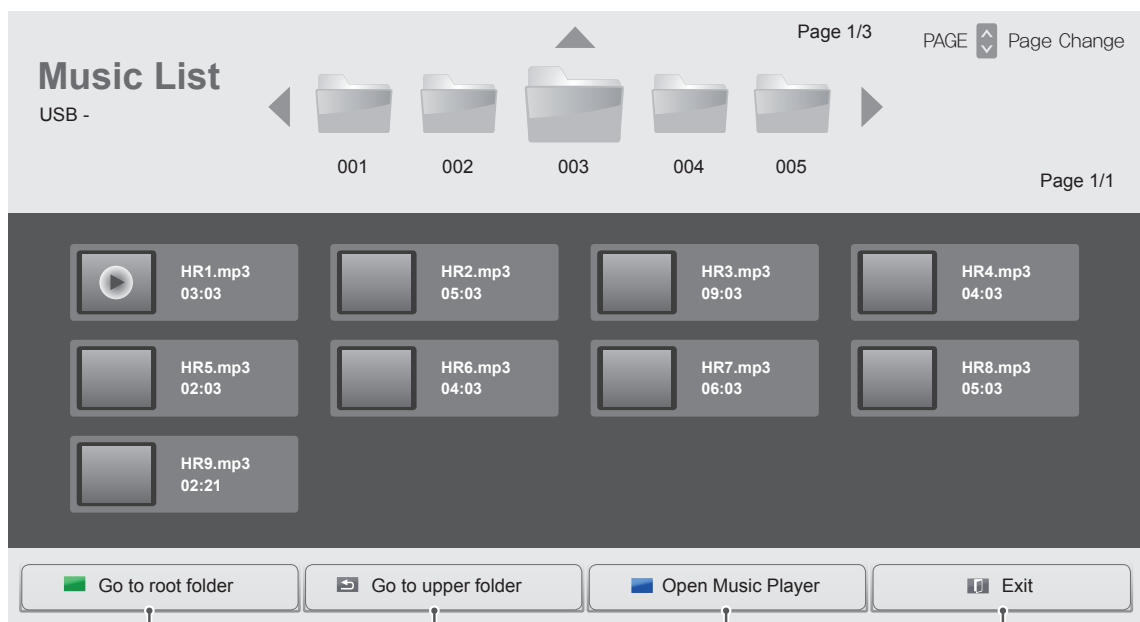 Page 1/3
PAGE Page Change
Music List
USB -
001 002 003 004 005
Page 1/1
HR1.mp3
03:03
HR2.mp3
05:03
HR3.mp3
09:03
HR4.mp3
04:03
HR5.mp3
02:03
HR6.mp3
04:03
HR7.mp3
06:03
HR8.mp3
05:03
HR9.mp3
02:21
Go to root folder
Go to upper folder
Open Music Player
Exit